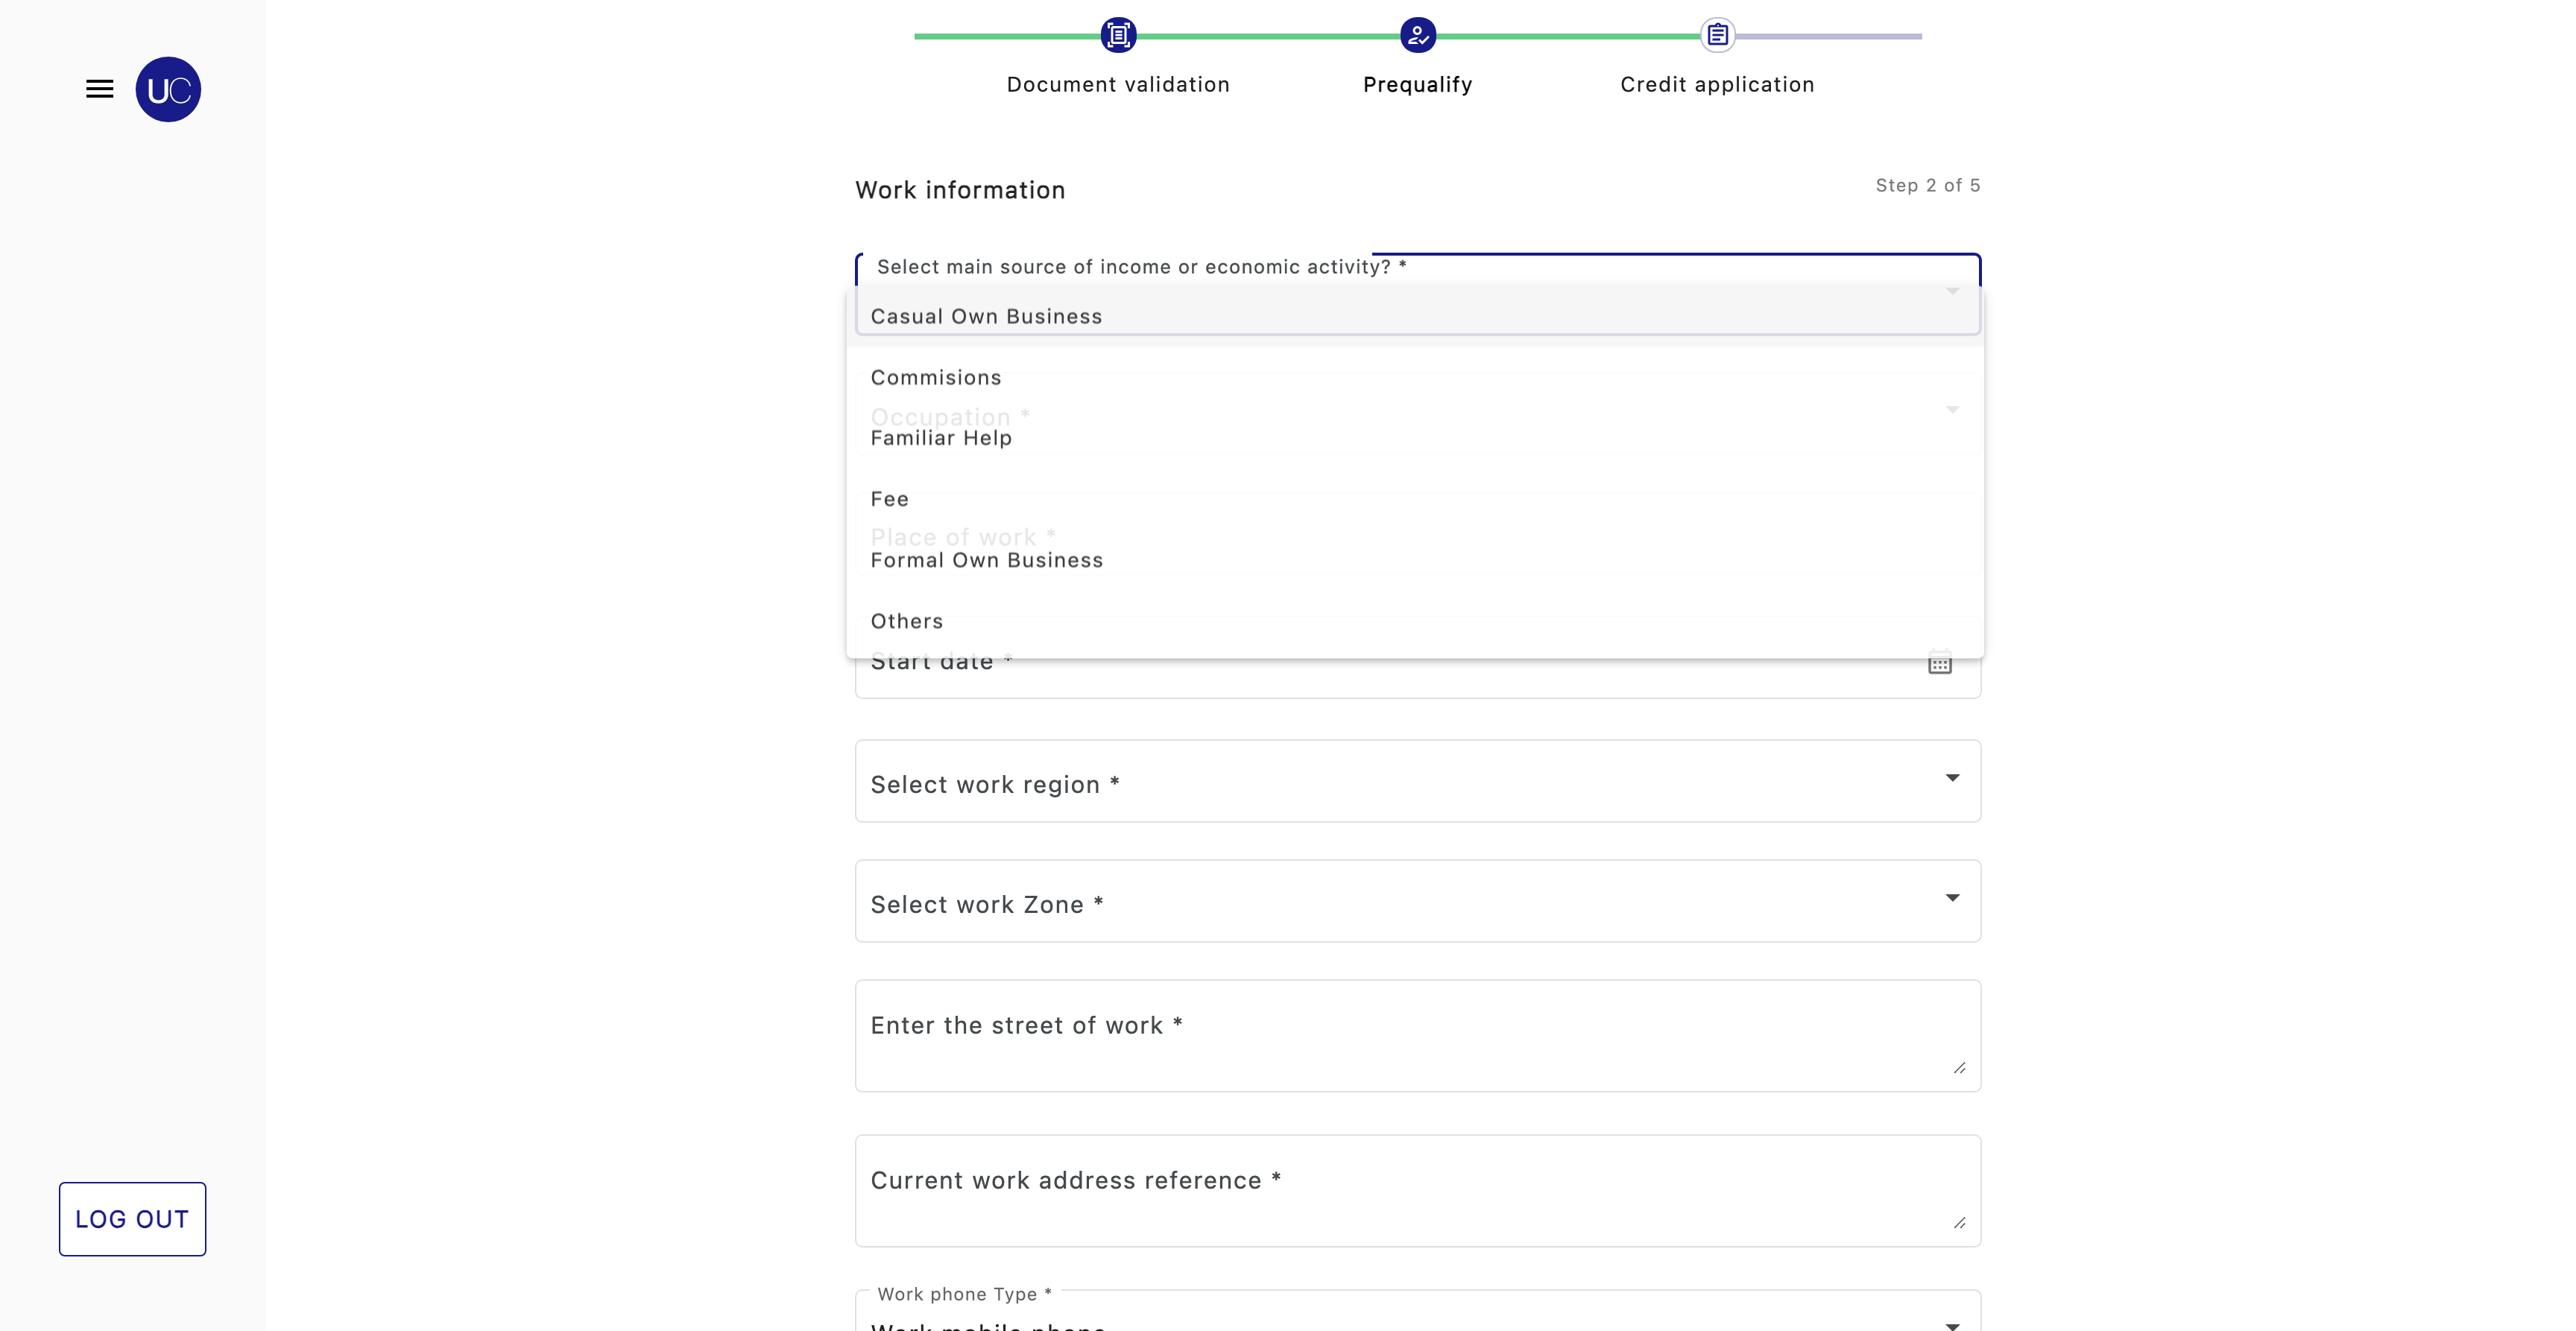 UC
Document validation
Prequalify
Credit application
Work information
Step 2 of 5
Select main source of income or economic activity? *
Casual Own Business
Commisions
Occupation *
Familiar Help
Fee
Place of work *
Formal Own Business
Others
Start date *
Select work region *
Select work Zone *
Enter the street of work *
Current work address reference *
LOG OUT
Work phone Type *
Work mobile phone